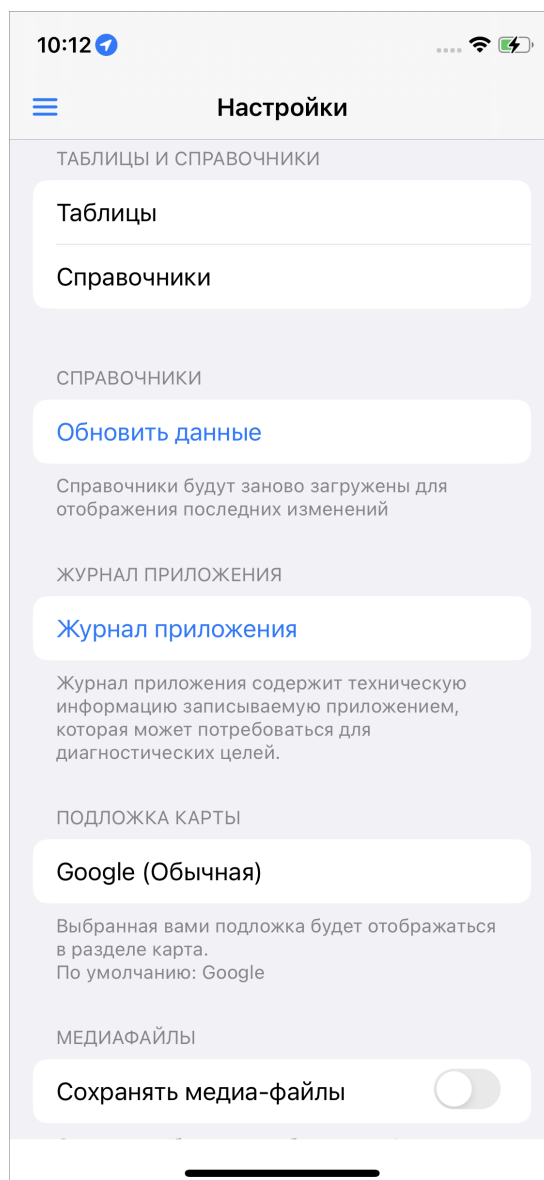 10:12
Настройки
ТАБЛИЦЫ И СПРАВОЧНИКИ
Таблицы
Справочники
СПРАВОЧНИКИ
Обновить данные
Справочники будут заново загружены для
отображения последних изменений
ЖУРНАЛ ПРИЛОЖЕНИЯ
Журнал приложения
Журнал приложения содержит техническую
информацию записываемую приложением,
которая может потребоваться для
диагностических целей.
ПОДЛОЖКА КАРТЫ
Google (Обычная)
Выбранная вами подложка будет отображаться
в разделе карта.
По умолчанию: Google
МЕДИАФАЙЛЫ
Сохранять медиа-файлы